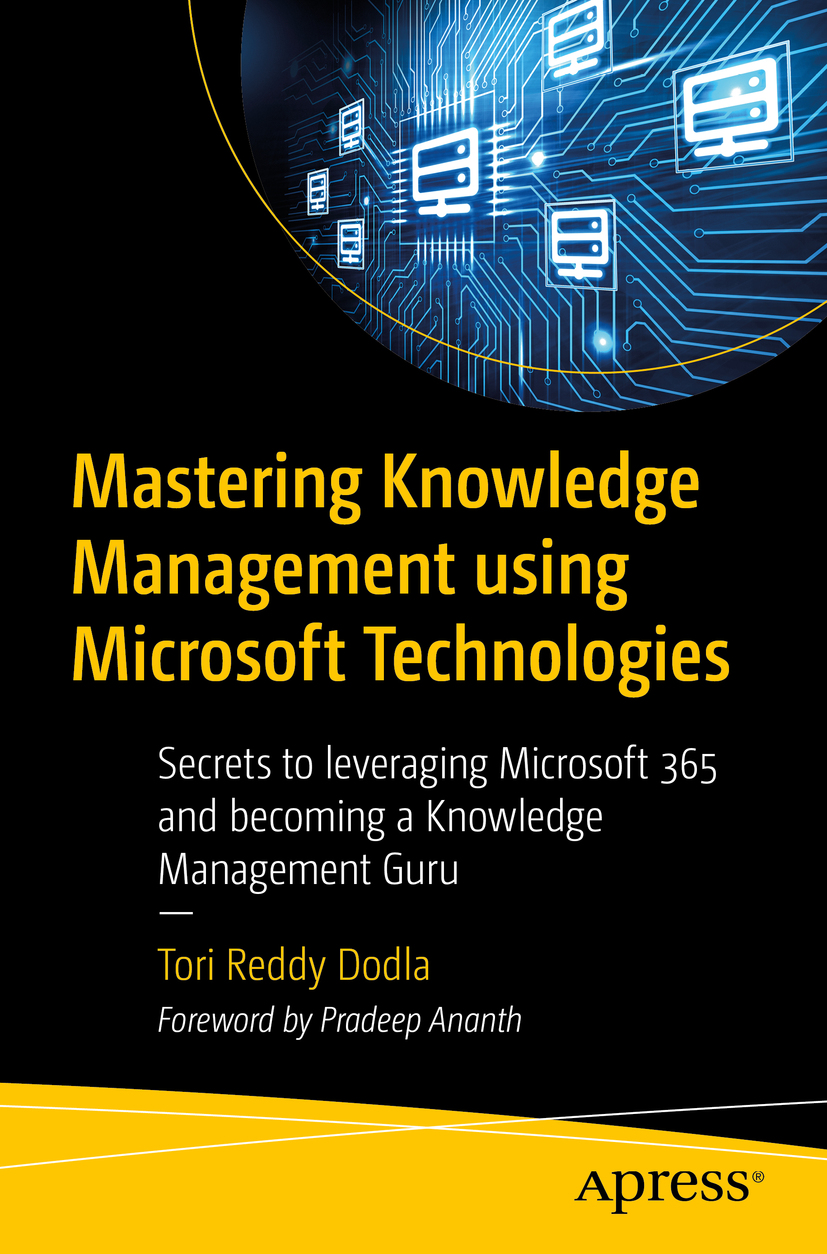 Mastering Knowledge
Management using
Microsoft Technologies
Secrets to leveraging Microsoft 365
and becoming a Knowledge
Management Guru
—
Tori Reddy Dodla
Foreword by Pradeep Ananth
Apress®